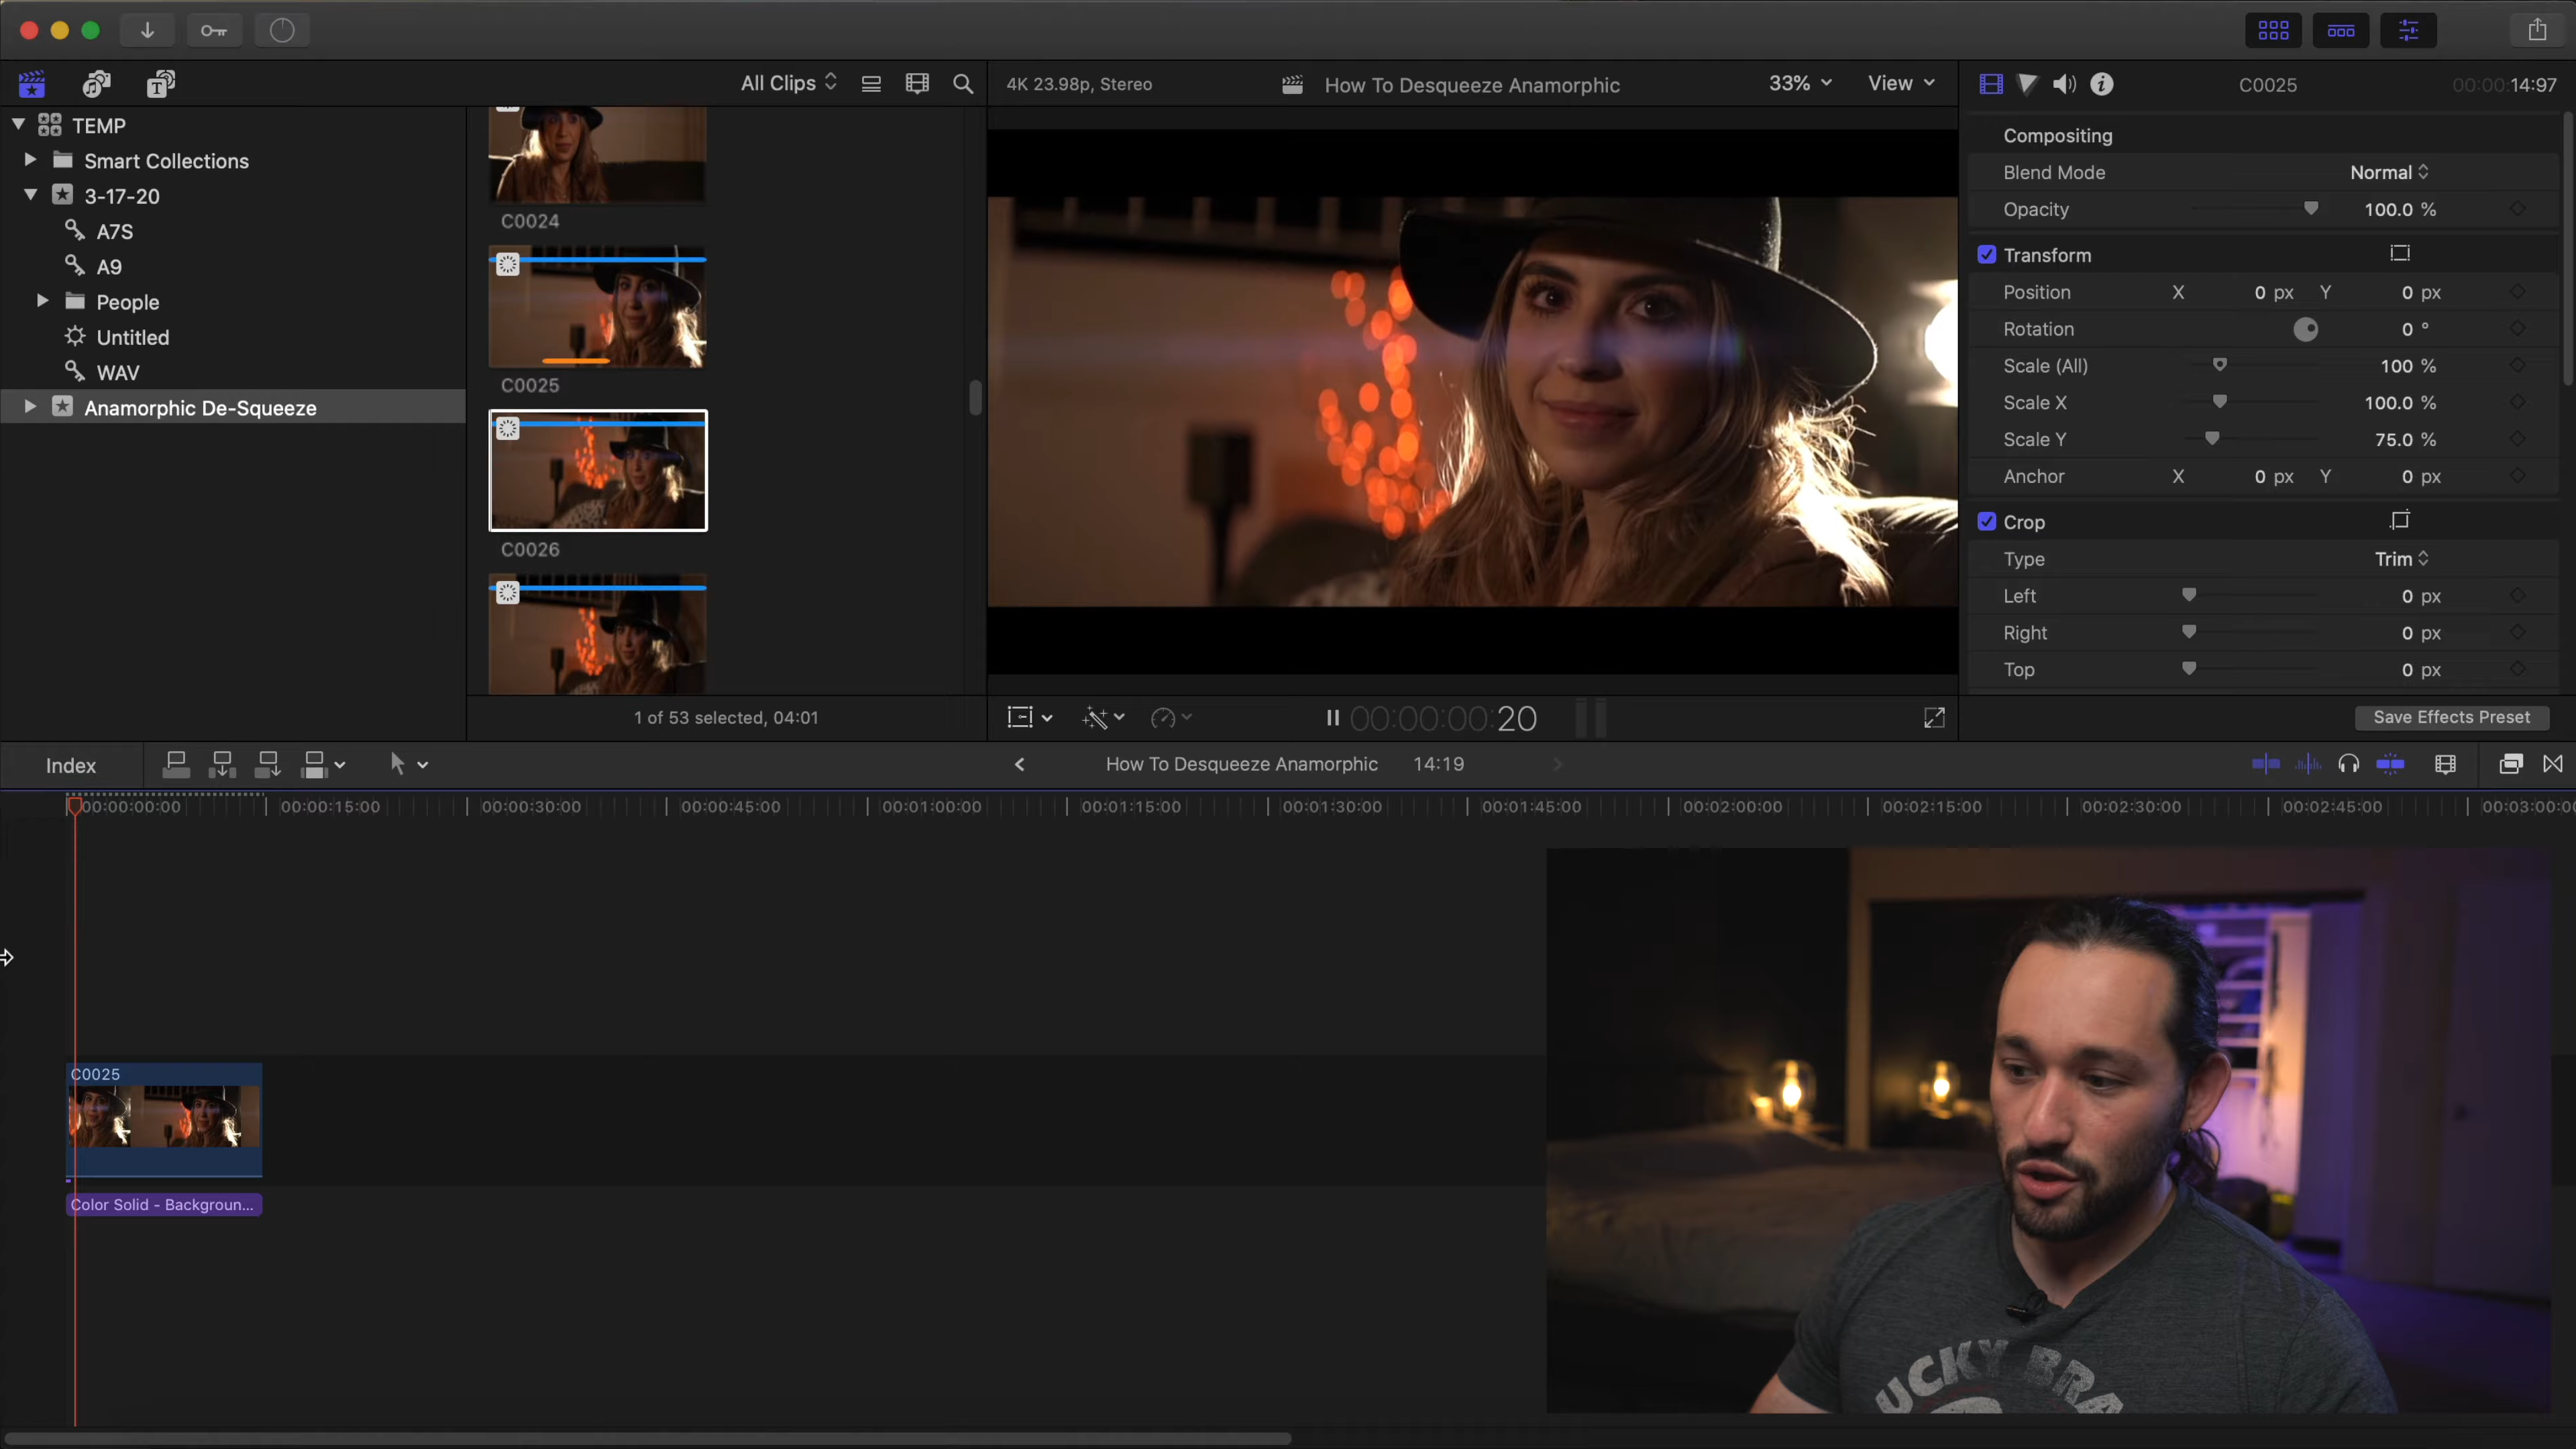 All Clips
4K 23.98p, Stereo
How To Desqueeze Anamorphic
33%
View
C0025
00:00:14:97
TEMP
Smart Collections
3-17-20
A7S
A9
People
Untitled
WAV
Anamorphic De-Squeeze
C0024
C0025
C0026
1 of 53 selected, 04:01
00:00:00:20
Compositing
Blend Mode Normal
Opacity 100.0 %
Transform
Position X 0 px Y 0 px
Rotation 0 °
Scale (All) 100 %
Scale X 100.0 %
Scale Y 75.0 %
Anchor X 0 px Y 0 px
Crop
Type Trim
Left 0 px
Right 0 px
Top 0 px
Save Effects Preset
Index
How To Desqueeze Anamorphic 14:19
00:00:00:00 00:00:15:00 00:00:30:00 00:00:45:00 00:01:00:00 00:01:15:00 00:01:30:00 00:01:45:00 00:02:00:00 00:02:15:00 00:02:30:00 00:02:45:00 00:03:00:00
C0025
Color Solid - Backgroun...
UCKY BRA